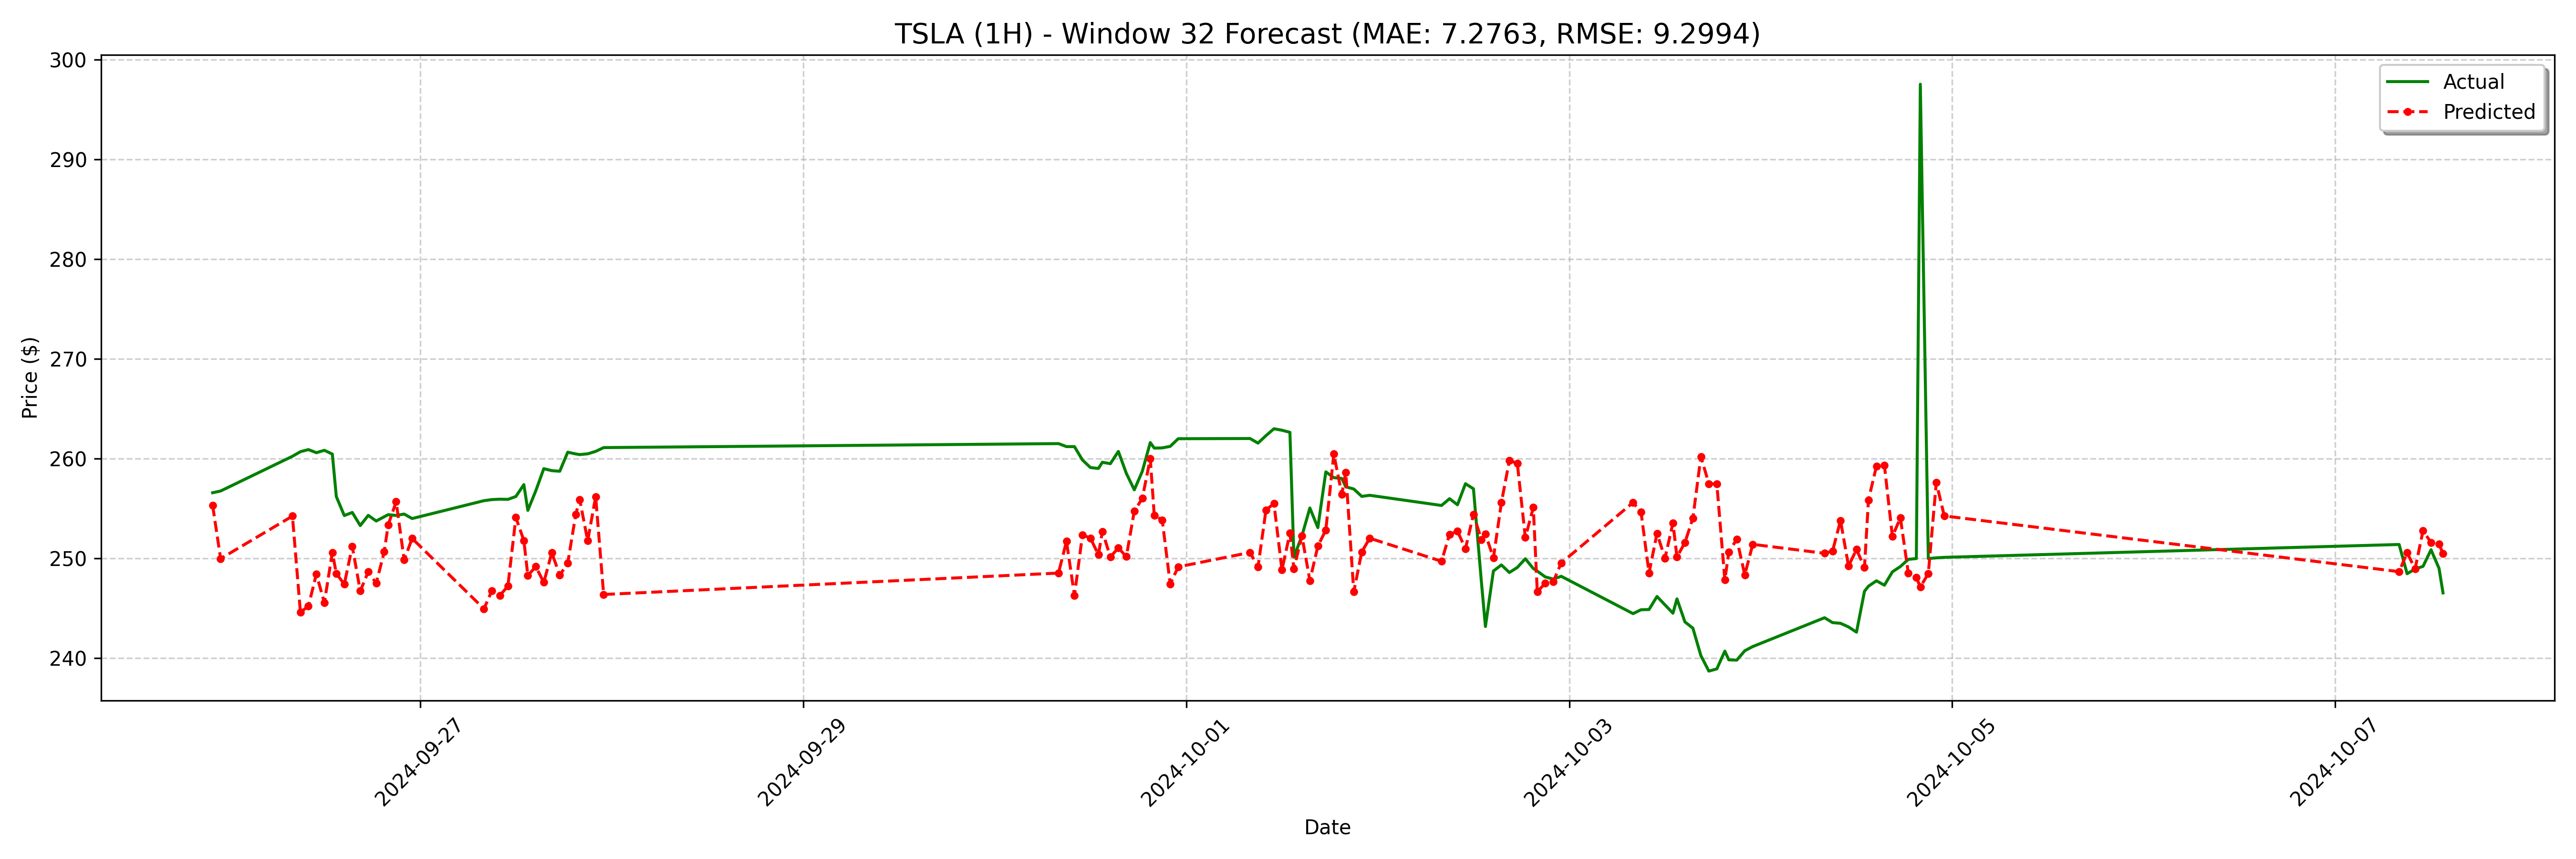 TSLA (1H) - Window 32 Forecast (MAE: 7.2763, RMSE: 9.2994)
Actual
Predicted
Price ($)
300
290
280
270
260
250
240
2024-09-27
2024-09-29
2024-10-01
2024-10-03
2024-10-05
2024-10-07
Date